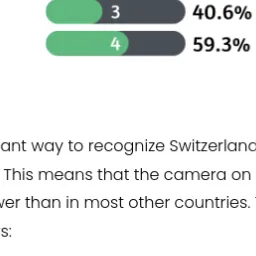 3 40.6%
4 59.3%
ant way to recognize Switzerland
This means that the camera on
wer than in most other countries.
s: